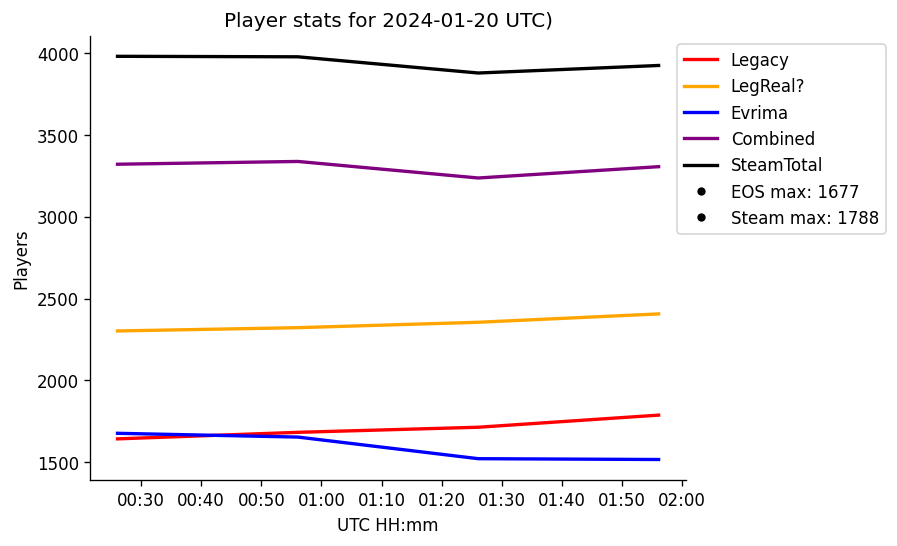 Player stats for 2024-01-20 UTC)
4000
3500
3000
2500
2000
1500
Players
00:30 00:40 00:50 01:00 01:10 01:20 01:30 01:40 01:50 02:00
UTC HH:mm
Legacy
LegReal?
Evrima
Combined
SteamTotal
EOS max: 1677
Steam max: 1788